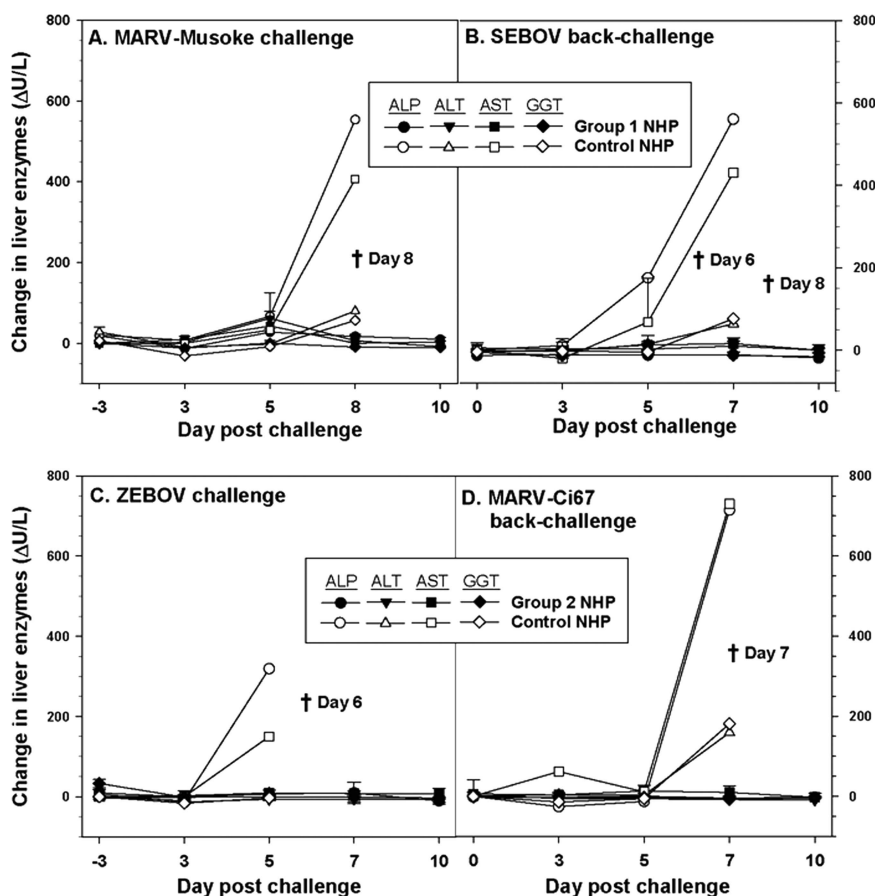 A. MARV-Musoke challenge
B. SEBOV back-challenge
Change in liver enzymes (ΔU/L)
800
600
400
200
0
800
600
400
200
0
ALP ALT AST GGT
Group 1 NHP
Control NHP
† Day 8
† Day 6
† Day 8
-3 3 5 8 10
0 3 5 7 10
Day post challenge
Day post challenge
C. ZEBOV challenge
D. MARV-Ci67
back-challenge
Change in liver enzymes (ΔU/L)
800
600
400
200
0
800
600
400
200
0
ALP ALT AST GGT
Group 2 NHP
Control NHP
† Day 6
† Day 7
-3 3 5 7 10
0 3 5 7 10
Day post challenge
Day post challenge